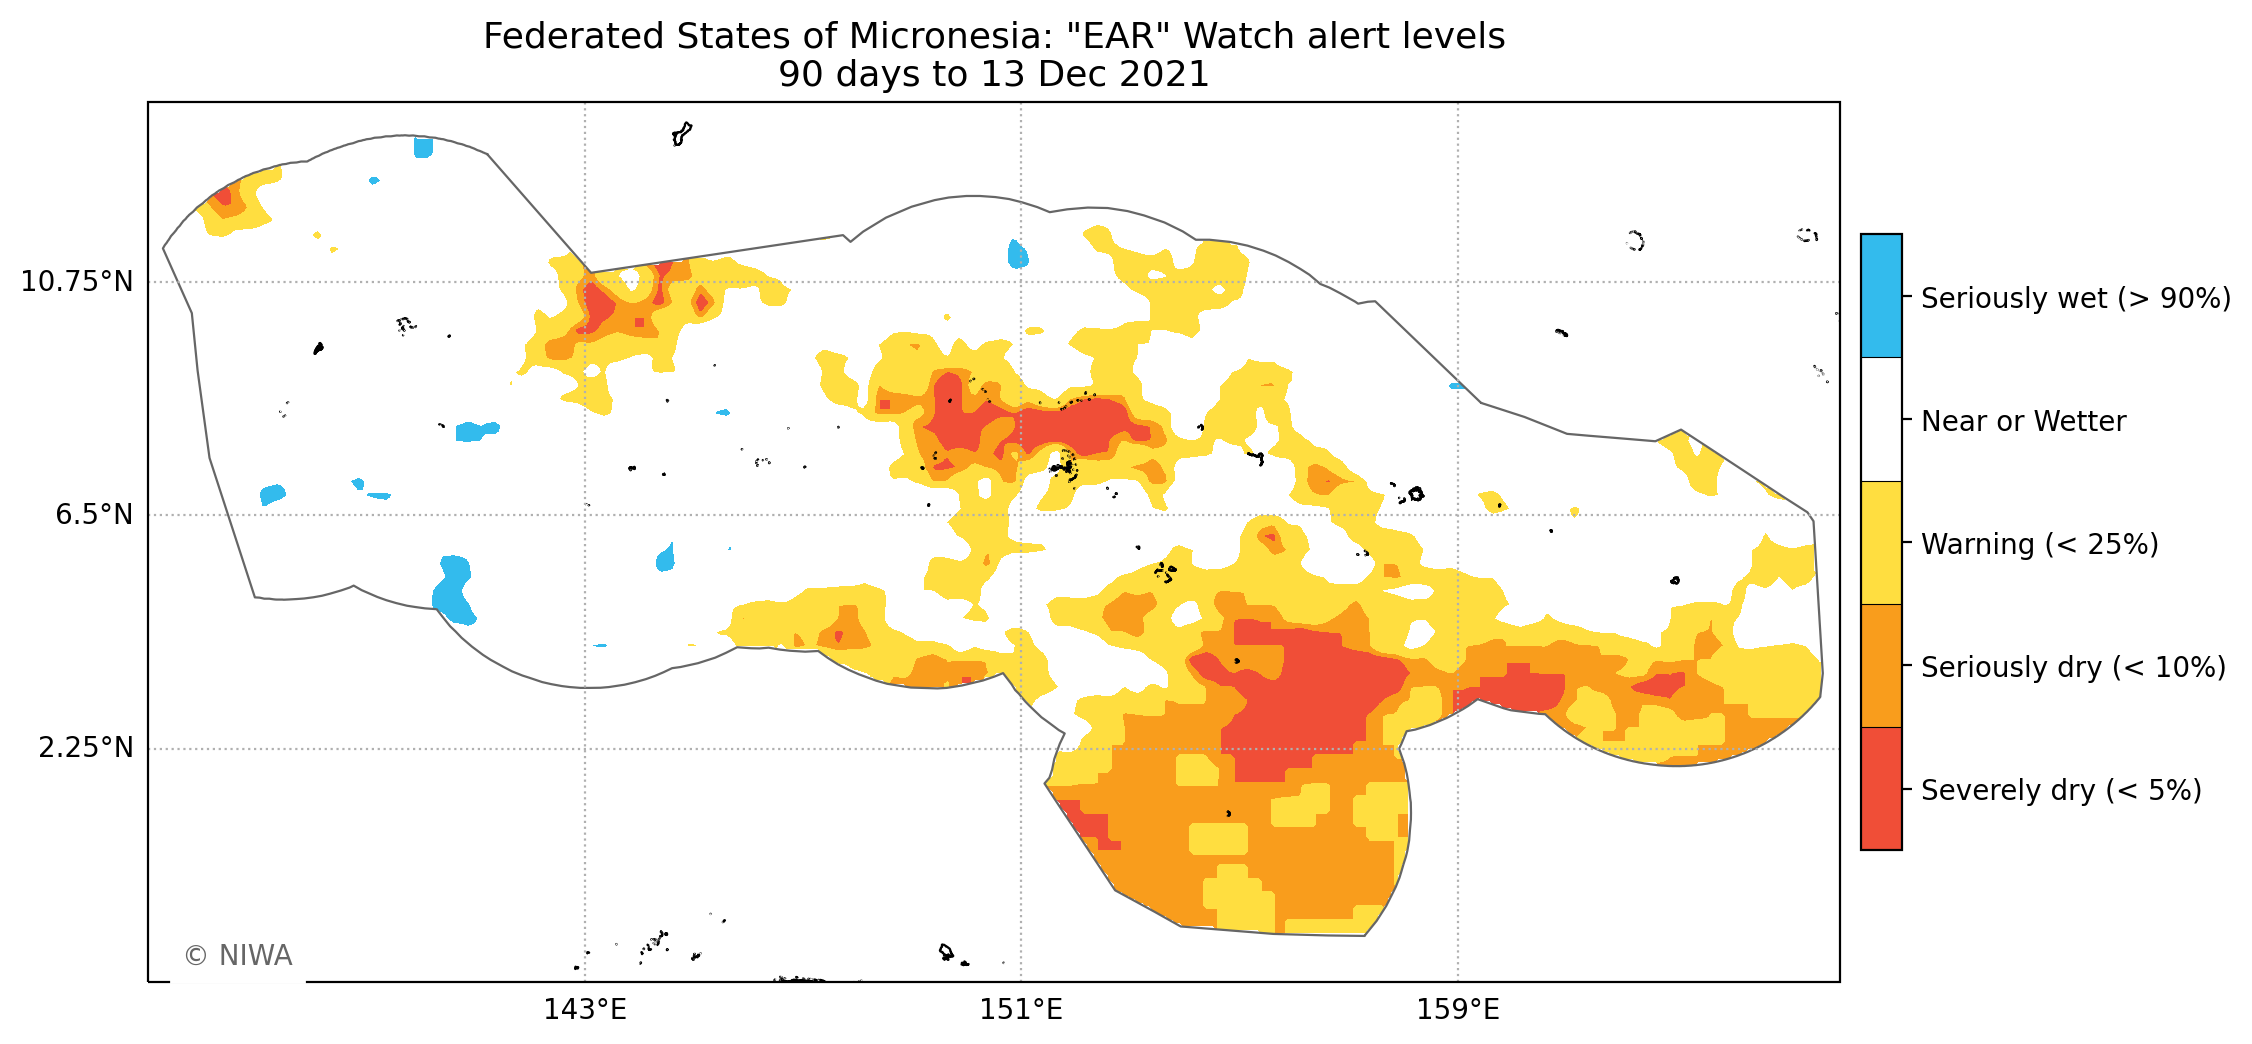 Federated States of Micronesia: "EAR" Watch alert levels
90 days to 13 Dec 2021
10.75°N
6.5°N
2.25°N
143°E
151°E
159°E
© NIWA
Seriously wet (> 90%)
Near or Wetter
Warning (< 25%)
Seriously dry (< 10%)
Severely dry (< 5%)